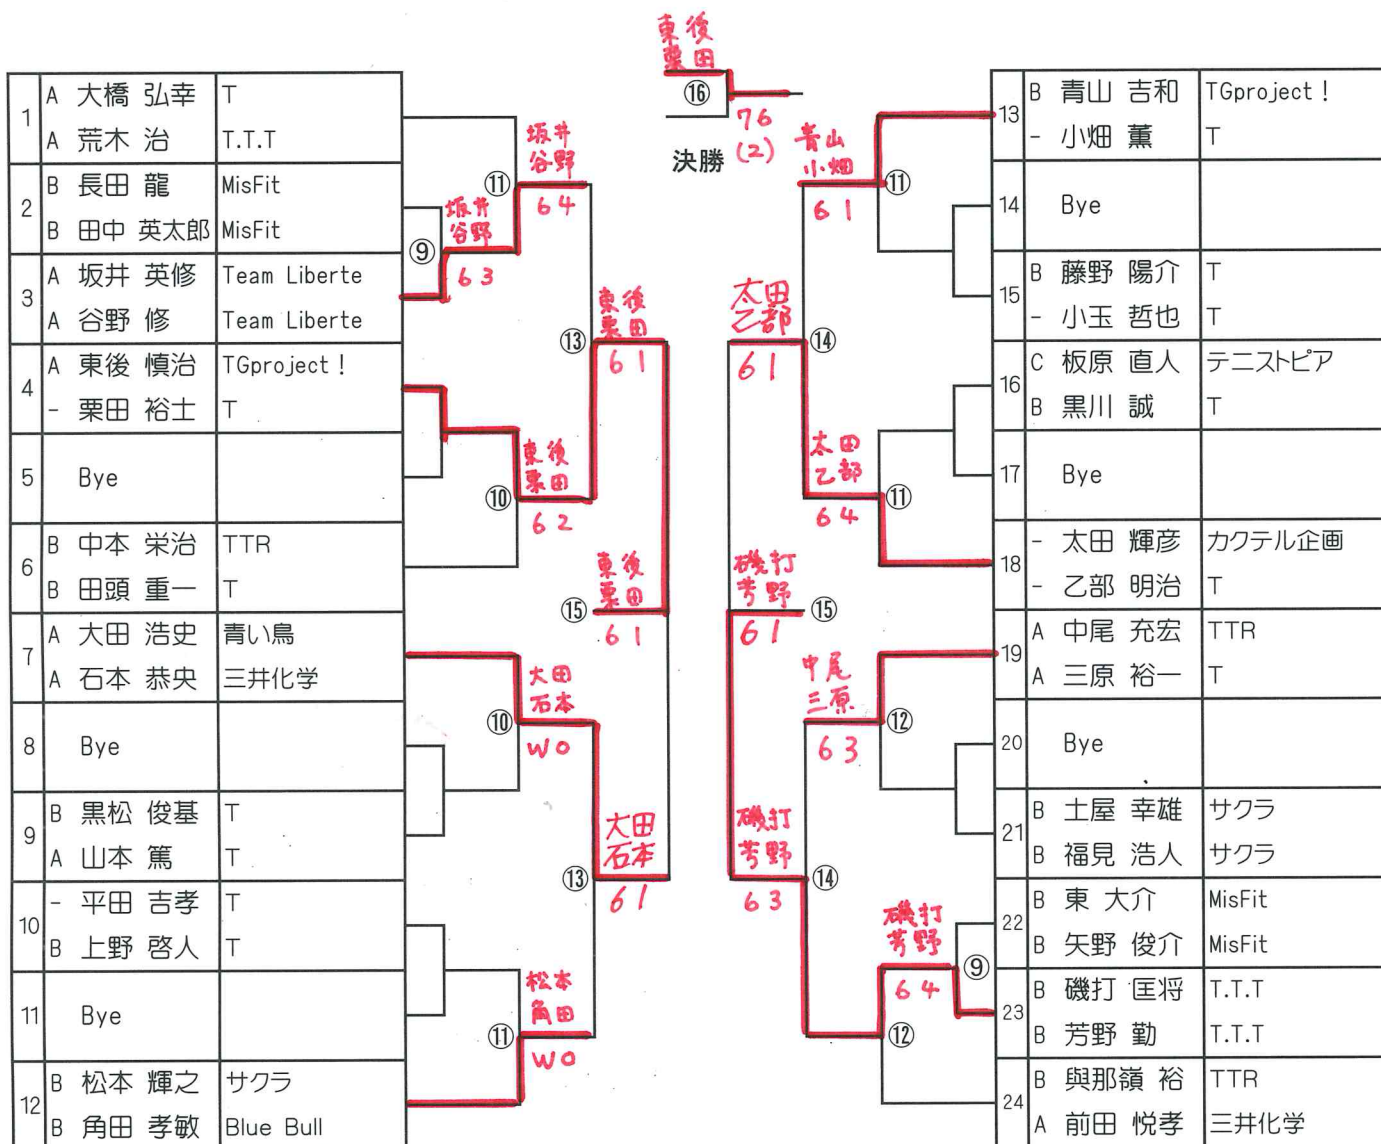 東後
栗田
⑯
76
(2)
決勝
1
A 大橋 弘幸 T
A 荒木 治 T.T.T
2
B 長田 龍 MisFit
B 田中 英太郎 MisFit
3
A 坂井 英修 Team Liberte
A 谷野 修 Team Liberte
4
A 東後 慎治 TGproject！
- 栗田 裕士 T
5
Bye
6
B 中本 栄治 TTR
B 田頭 重一 T
7
A 大田 浩史 青い鳥
A 石本 恭央 三井化学
8
Bye
9
B 黒松 俊基 T
A 山本 篤 T
10
- 平田 吉孝 T
B 上野 啓人 T
11
Bye
12
B 松本 輝之 サクラ
B 角田 孝敏 Blue Bull
⑨
坂井
谷野
63
⑪
坂井
谷野
64
⑩
東後
栗田
62
⑩
大田
石本
WO
⑪
松本
角田
WO
⑬
東後
栗田
61
⑬
大田
石本
61
⑮
東後
栗田
61
青山
小畑
61
⑪
太田
乙部
61
⑭
太田
乙部
64
⑪
磯打
芳野
61
⑮
中尾
三原
63
⑫
磯打
芳野
63
⑭
磯打
芳野
64
⑨
⑫
13
B 青山 吉和 TGproject！
- 小畑 薫 T
14
Bye
15
B 藤野 陽介 T
- 小玉 哲也 T
16
C 板原 直人 テニストピア
B 黒川 誠 T
17
Bye
18
- 太田 輝彦 カクテル企画
- 乙部 明治 T
19
A 中尾 充宏 TTR
A 三原 裕一 T
20
Bye
21
B 土屋 幸雄 サクラ
B 福見 浩人 サクラ
22
B 東 大介 MisFit
B 矢野 俊介 MisFit
23
B 磯打 匡将 T.T.T
B 芳野 勤 T.T.T
24
B 與那嶺 裕 TTR
A 前田 悦孝 三井化学